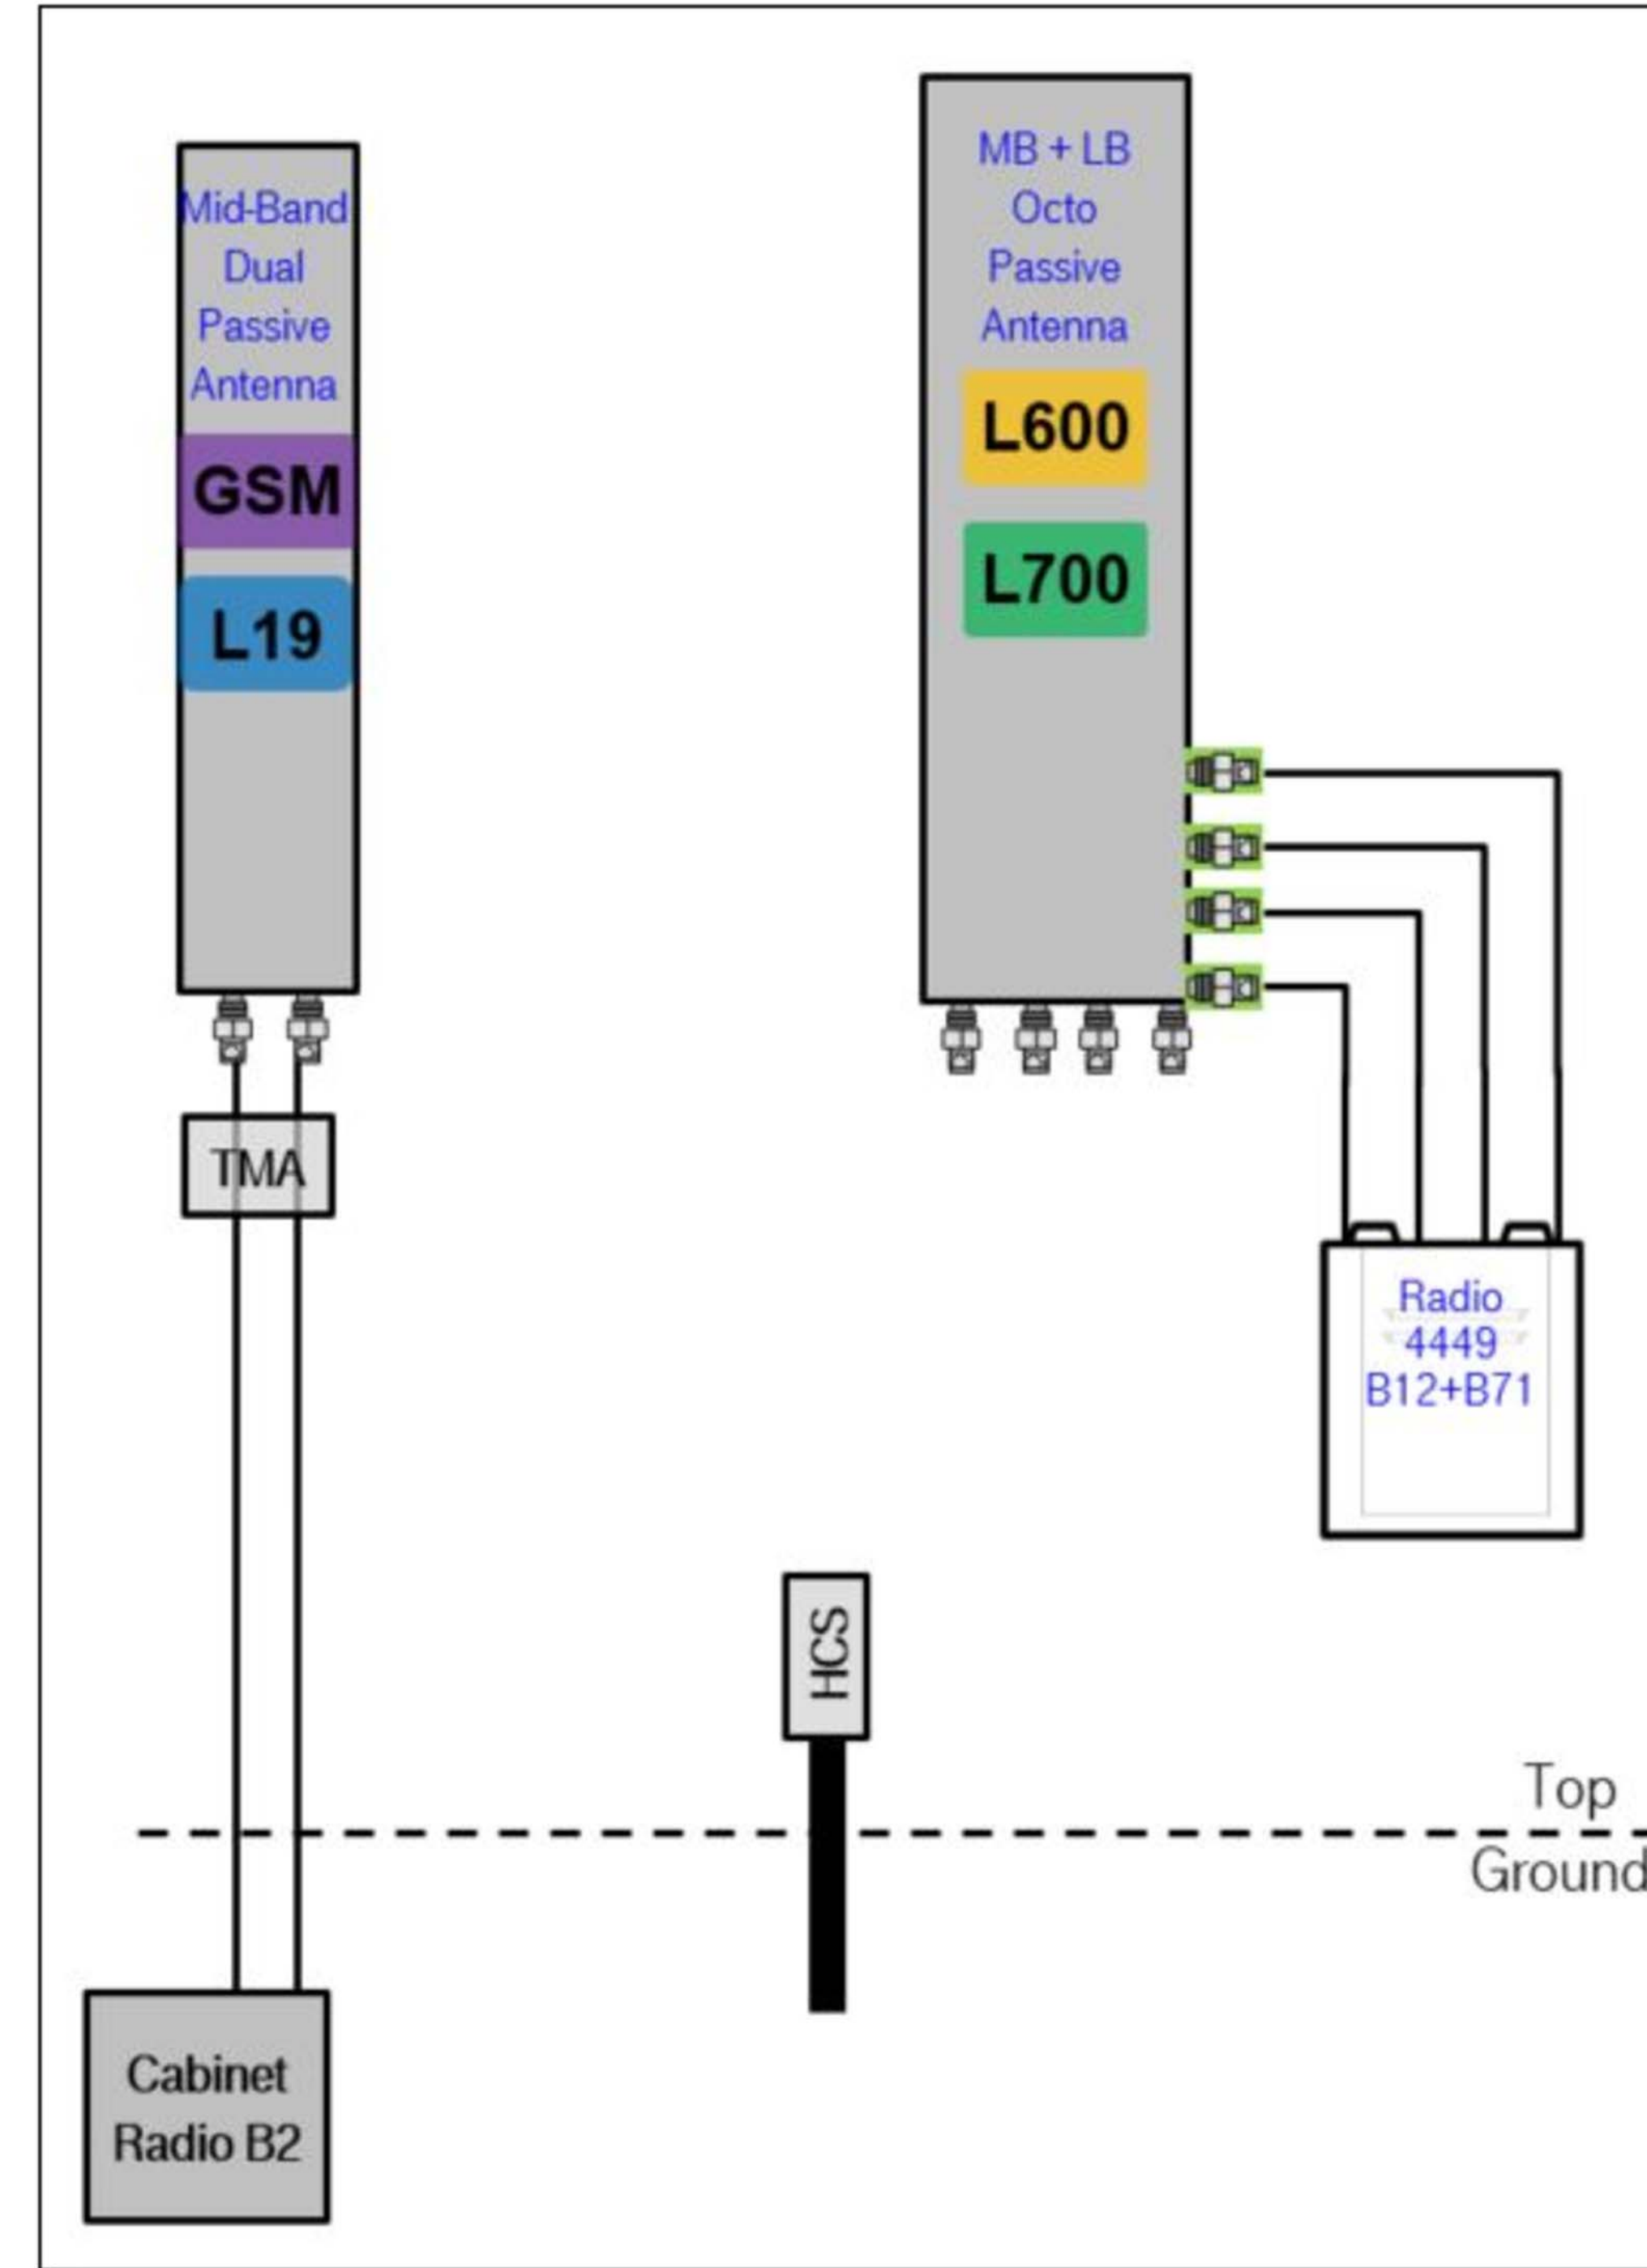 Mid-Band
Dual
Passive
Antenna
GSM
L19
TMA
MB + LB
Octo
Passive
Antenna
L600
L700
Radio
4449
B12+B71
HCS
Top
Ground
Cabinet
Radio B2